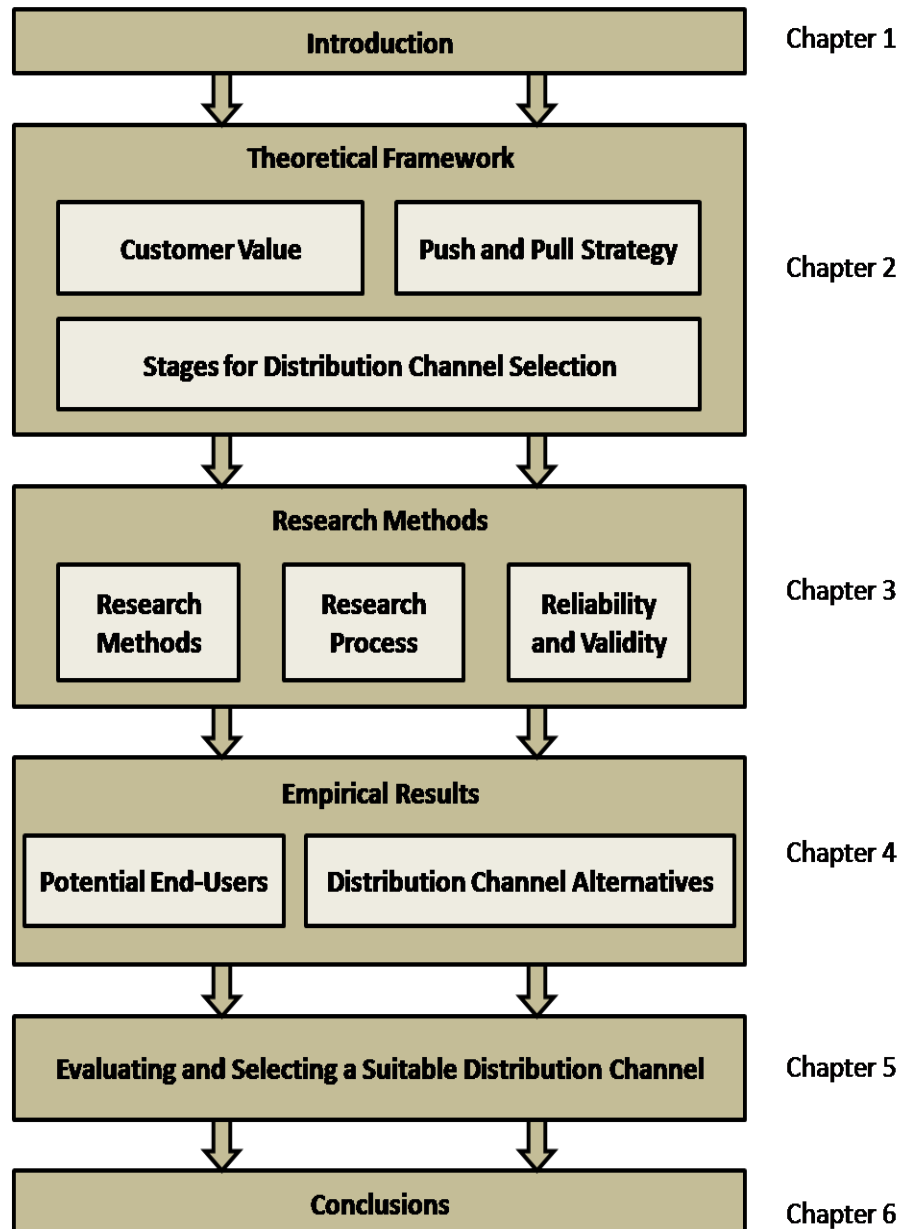 Introduction
Chapter 1
Theoretical Framework
Customer Value
Push and Pull Strategy
Chapter 2
Stages for Distribution Channel Selection
Research Methods
Chapter 3
Research
Methods
Research
Process
Reliability
and Validity
Empirical Results
Chapter 4
Potential End-Users
Distribution Channel Alternatives
Evaluating and Selecting a Suitable Distribution Channel
Chapter 5
Conclusions
Chapter 6